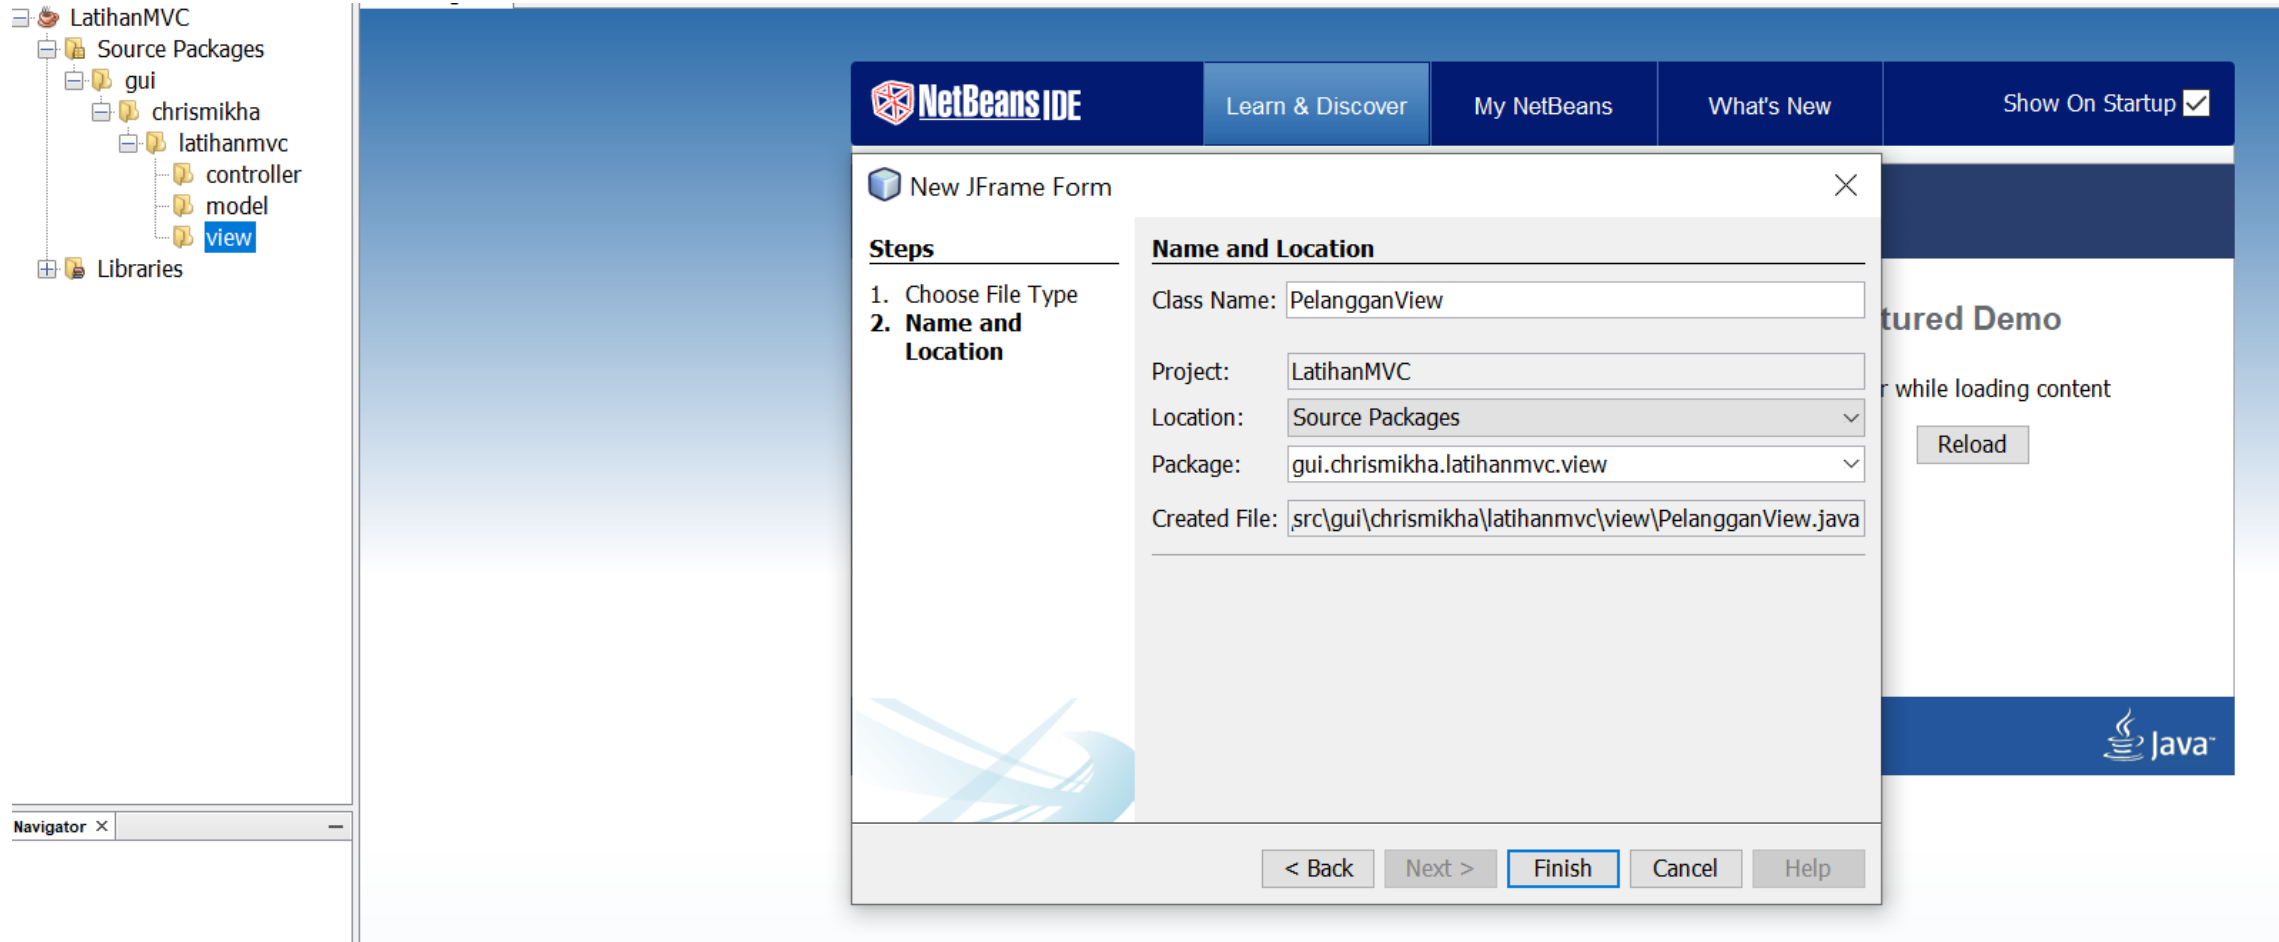 LatihanMVC
Source Packages
gui
chrismikha
latihanmvc
controller
model
view
Libraries
Navigator
NetBeans IDE
Learn & Discover
My NetBeans
What's New
Show On Startup
New JFrame Form
Steps
1. Choose File Type
2. Name and
Location
Name and Location
Class Name: PelangganView
Project: LatihanMVC
Location: Source Packages
Package: gui.chrismikha.latihanmvc.view
Created File: src\gui\chrismikha\latihanmvc\view\PelangganView.java
< Back
Next >
Finish
Cancel
Help
tured Demo
while loading content
Reload
Java